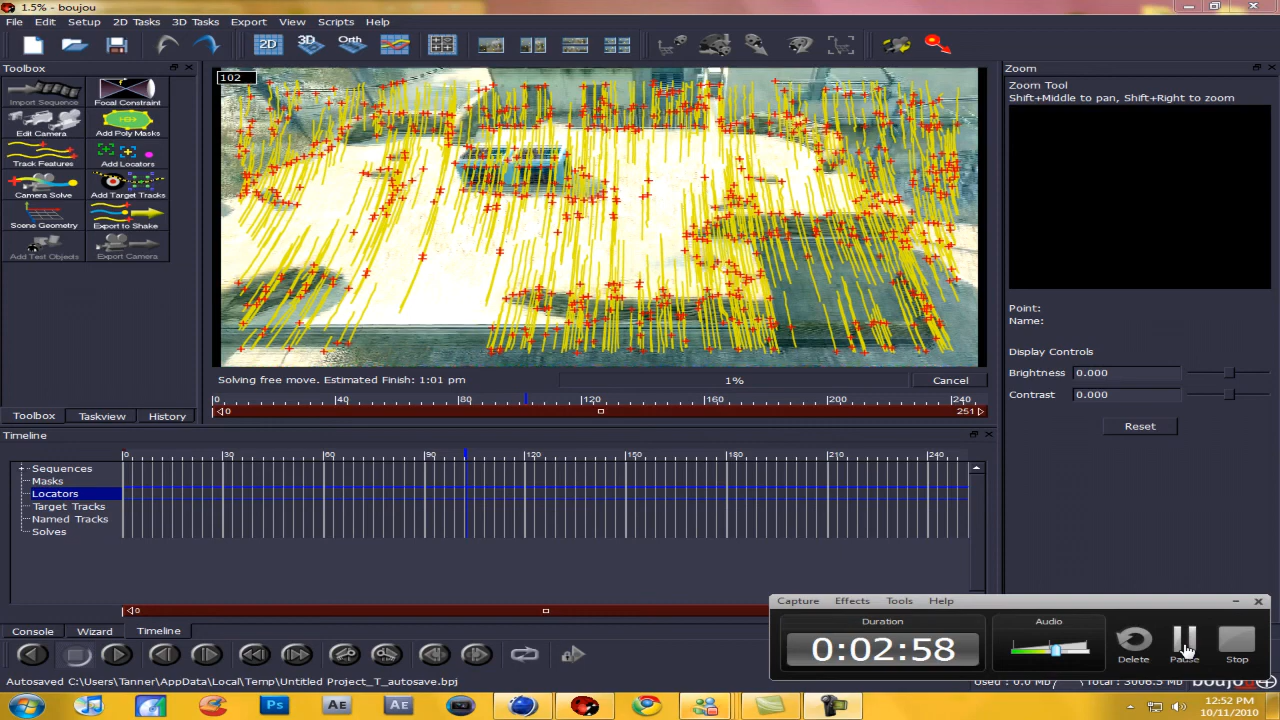 1.5% - boujou
File Edit Setup 2D Tasks 3D Tasks Export View Scripts Help
2D 3D Orth
Toolbox
Import Sequence Focal Constraint
Edit Camera Add Poly Masks
Track Features Add Locators
Camera Solve Add Target Tracks
Scene Geometry Export to Shake
Add Test Objects Export Camera
Toolbox Taskview History
102
Solving free move. Estimated Finish: 1:01 pm 1% Cancel
0 40 80 120 160 200 240
0 251
Zoom
Zoom Tool
Shift+Middle to pan, Shift+Right to zoom
Point:
Name:
Display Controls
Brightness 0.000
Contrast 0.000
Reset
Timeline
0 30 60 90 120 150 180 210 240
Sequences
Masks
Locators
Target Tracks
Named Tracks
Solves
0
Console Wizard Timeline
Capture Effects Tools Help
Duration Audio
0:02:58
Delete Pause Stop
Autosaved C:\Users\Tanner/AppData\Local\Temp\Untitled Project_T_autosave.bpj
Used : 0.0 MB / Total : 3006.5 MB boujou
Ps AE AE
12:52 PM
10/11/2010